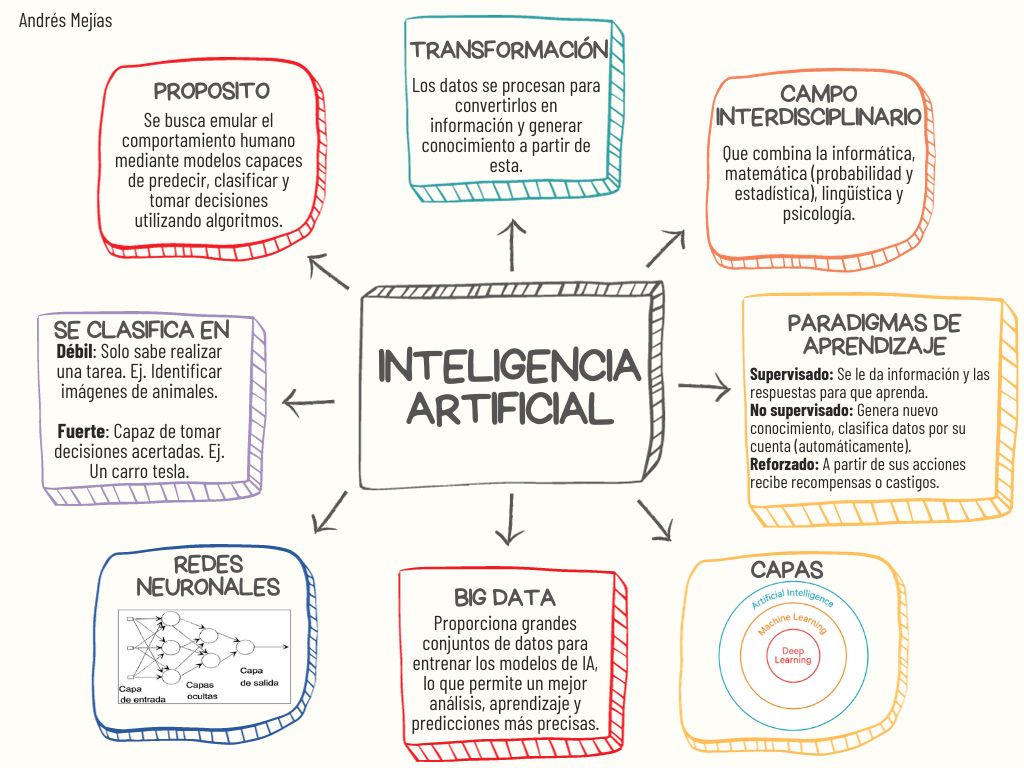 Andrés Mejías
PROPOSITO
Se busca emular el
comportamiento humano
mediante modelos capaces
de predecir, clasificar y
tomar decisiones
utilizando algoritmos.
TRANSFORMACIÓN
Los datos se procesan para
convertirlos en
información y generar
conocimiento a partir de
esta.
CAMPO
INTERDISCIPLINARIO
Que combina la informática,
matemática (probabilidad y
estadística), lingüística y
psicología.
SE CLASIFICA EN
Débil: Solo sabe realizar
una tarea. Ej. Identificar
imágenes de animales.
Fuerte: Capaz de tomar
decisiones acertadas. Ej.
Un carro tesla.
INTELIGENCIA
ARTIFICIAL
PARADIGMAS DE
APRENDIZAJE
Supervisado: Se le da información y las
respuestas para que aprenda.
No supervisado: Genera nuevo
conocimiento, clasifica datos por su
cuenta (automáticamente).
Reforzado: A partir de sus acciones
recibe recompensas o castigos.
REDES
NEURONALES
Capa
de entrada
Capas
ocultas
Capa
de salida
BIG DATA
Proporciona grandes
conjuntos de datos para
entrenar los modelos de IA,
lo que permite un mejor
análisis, aprendizaje y
predicciones más precisas.
CAPAS
Artificial Intelligence
Machine Learning
Deep
Learning